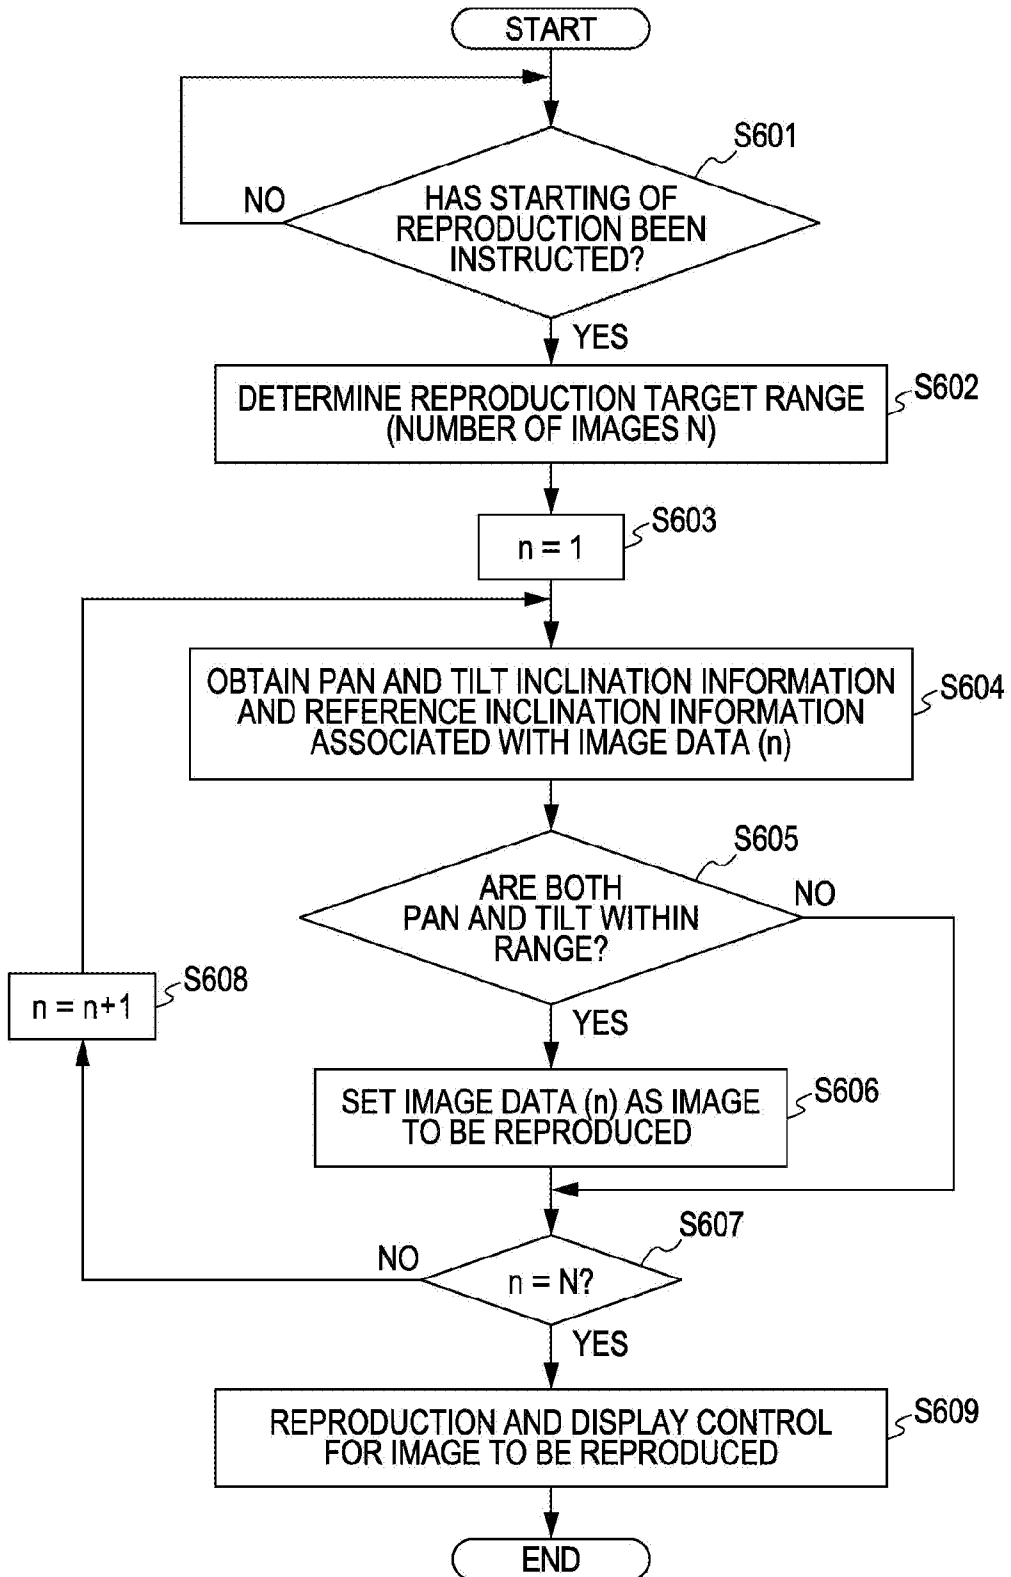 START
S601
NO
HAS STARTING OF
REPRODUCTION BEEN
INSTRUCTED?
YES
S602
DETERMINE REPRODUCTION TARGET RANGE
(NUMBER OF IMAGES N)
S603
n = 1
OBTAIN PAN AND TILT INCLINATION INFORMATION
AND REFERENCE INCLINATION INFORMATION
ASSOCIATED WITH IMAGE DATA (n)
S604
S605
ARE BOTH
PAN AND TILT WITHIN
RANGE?
NO
S608
n = n+1
YES
SET IMAGE DATA (n) AS IMAGE
TO BE REPRODUCED
S606
S607
NO
n = N?
YES
REPRODUCTION AND DISPLAY CONTROL
FOR IMAGE TO BE REPRODUCED
S609
END